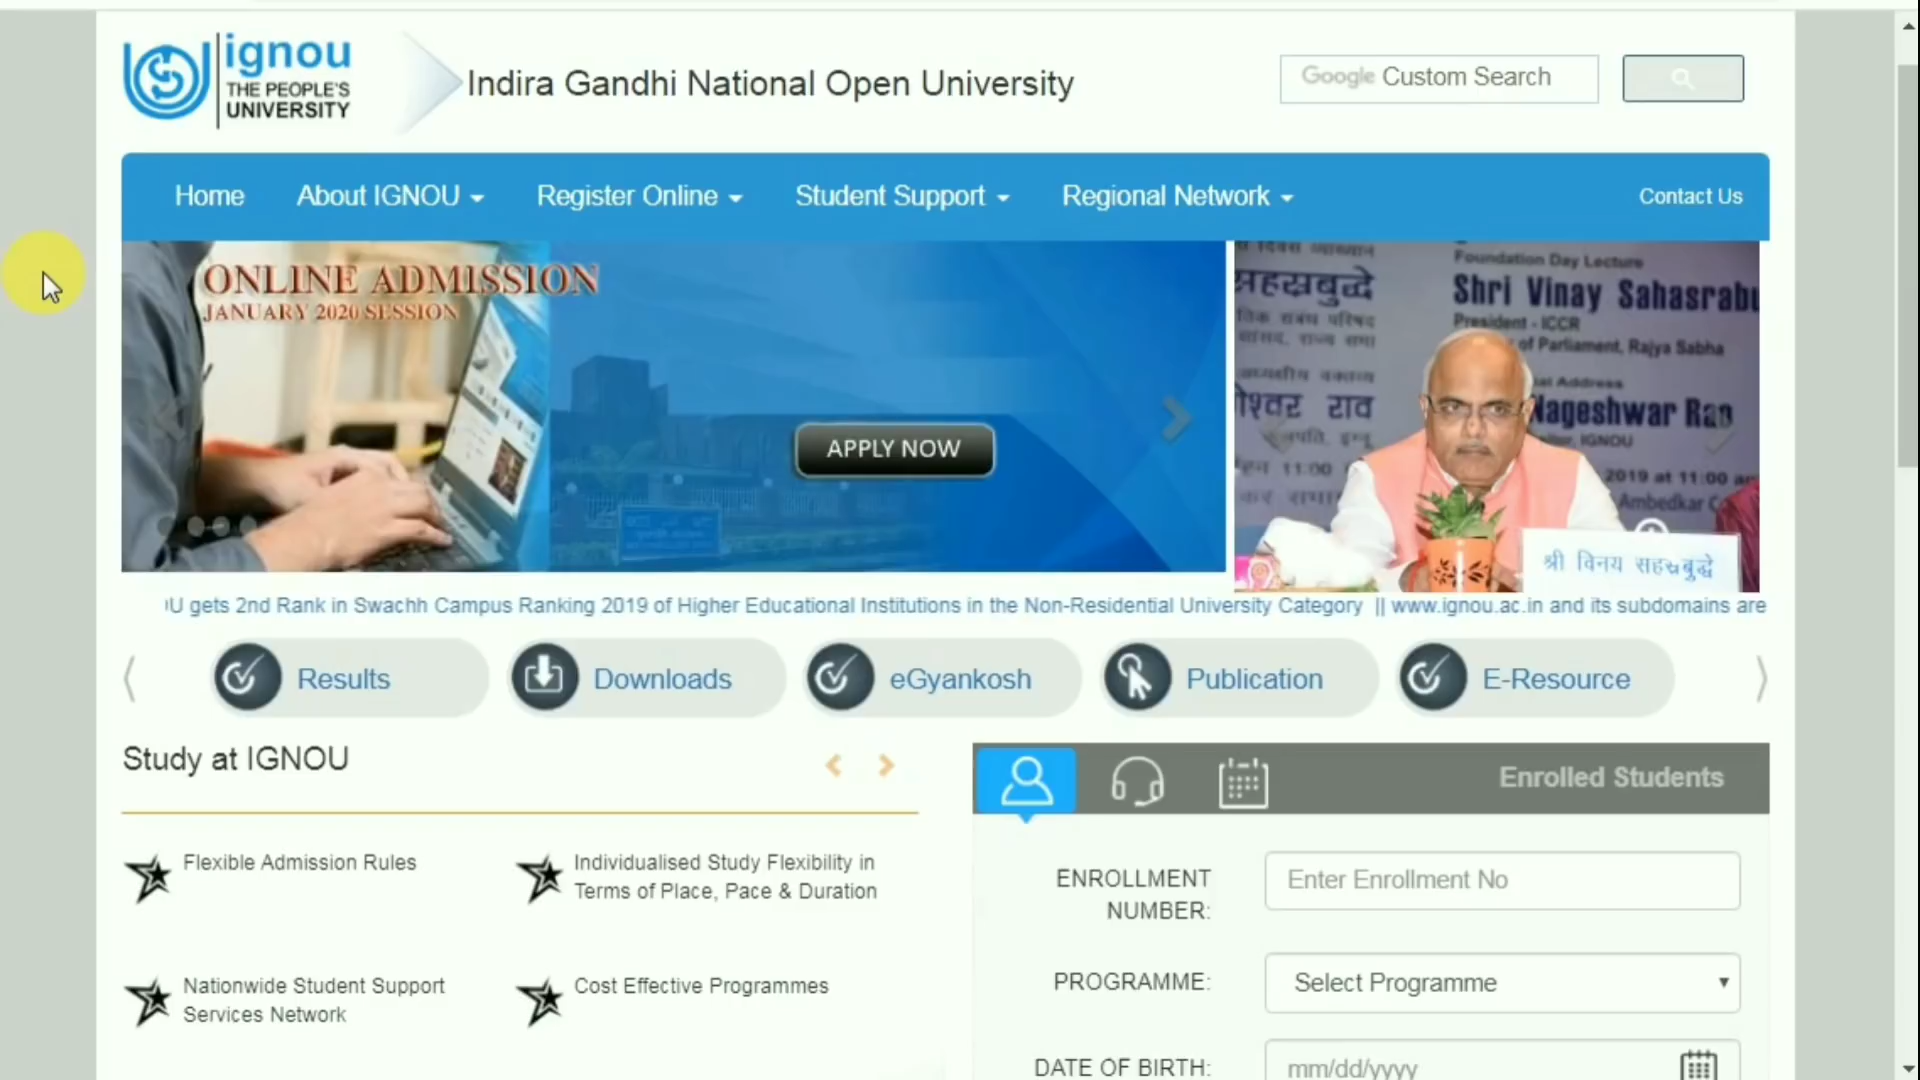 ignou
THE PEOPLE'S
UNIVERSITY
Indira Gandhi National Open University
Google Custom Search
Home
About IGNOU
Register Online
Student Support
Regional Network
Contact Us
ONLINE ADMISSION
JANUARY 2020 SESSION
APPLY NOW
Foundation Day Lecture
सहस्रबुद्धे
Shri Vinay Sahasrabu
President - ICCR
of Parliament, Rajya Sabha
Address
राव
Nageshwar Rao
IGNOU
11:00
2019 at 11:00 am
Ambedkar C
श्री विनय सहस्रबुद्धे
U gets 2nd Rank in Swachh Campus Ranking 2019 of Higher Educational Institutions in the Non-Residential University Category || www.ignou.ac.in and its subdomains are
Results
Downloads
eGyankosh
Publication
E-Resource
Study at IGNOU
Enrolled Students
Flexible Admission Rules
Individualised Study Flexibility in
Terms of Place, Pace & Duration
Nationwide Student Support
Services Network
Cost Effective Programmes
ENROLLMENT
NUMBER:
Enter Enrollment No
PROGRAMME:
Select Programme
DATE OF BIRTH:
mm/dd/yyyy